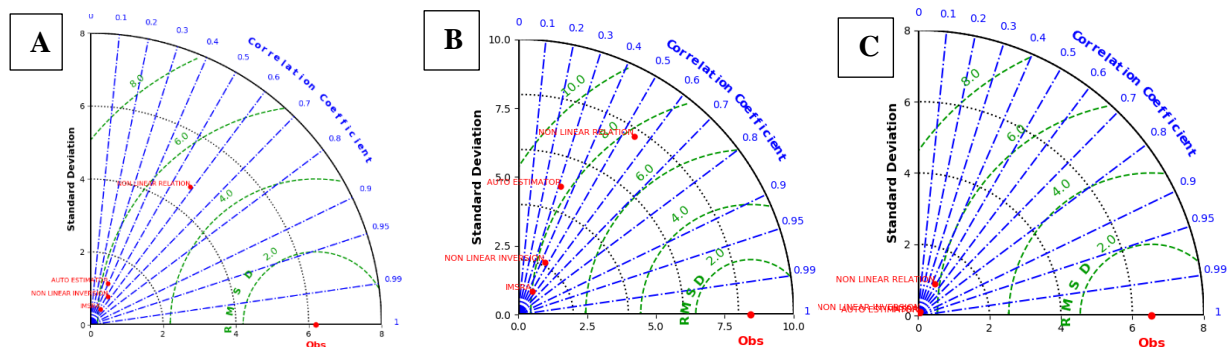 A
0 0.1 0.2 0.3 0.4 0.5 0.6 0.7 0.8 0.9 0.95 0.99 1
Correlation Coefficient
Standard Deviation
8
6
4
2
0
8.0
6.0
4.0
2.0
RMSD
NON LINEAR RELATION
AUTO ESTIMATOR
NON LINEAR INVERSION
0 2 4 6 8
Obs
B
0 0.1 0.2 0.3 0.4 0.5 0.6 0.7 0.8 0.9 0.95 0.99 1
Correlation Coefficient
Standard Deviation
10.0
7.5
5.0
2.5
0.0
10.0
8.0
6.0
4.0
2.0
RMSD
NON LINEAR RELATION
AUTO ESTIMATOR
NON LINEAR INVERSION
0.0 2.5 5.0 7.5 10.0
Obs
C
0 0.1 0.2 0.3 0.4 0.5 0.6 0.7 0.8 0.9 0.95 0.99 1
Correlation Coefficient
Standard Deviation
8
6
4
2
0
8.0
6.0
4.0
2.0
RMSD
NON LINEAR RELATION
NON LINEAR INVERSION
AUTO ESTIMATOR
0 2 4 6 8
Obs